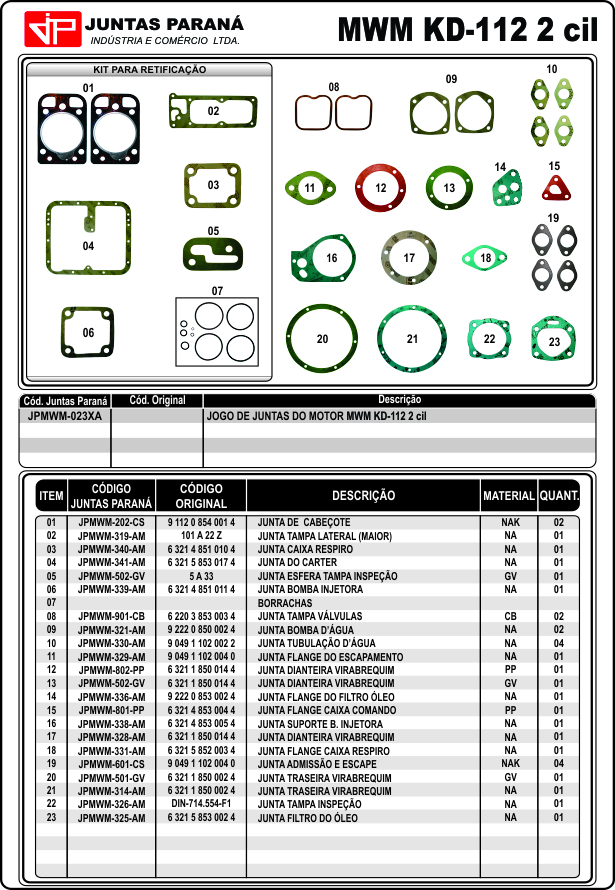 JP JUNTAS PARANÁ
INDÚSTRIA E COMÉRCIO LTDA.
MWM KD-112 2 cil
KIT PARA RETIFICAÇÃO
01
02
03
04
05
06
07
08
09
10
11
12
13
14
15
16
17
18
19
20
21
22
23
Cód. Juntas Paraná Cód. Original Descrição
JPMWM-023XA JOGO DE JUNTAS DO MOTOR MWM KD-112 2 cil
ITEM CÓDIGO JUNTAS PARANÁ CÓDIGO ORIGINAL DESCRIÇÃO MATERIAL QUANT.
01 JPMWM-202-CS 9 112 0 854 001 4 JUNTA DE CABEÇOTE NAK 02
02 JPMWM-319-AM 101 A 22 Z JUNTA TAMPA LATERAL (MAIOR) NA 01
03 JPMWM-340-AM 6 321 4 851 010 4 JUNTA CAIXA RESPIRO NA 01
04 JPMWM-341-AM 6 321 5 853 017 4 JUNTA DO CARTER NA 01
05 JPMWM-502-GV 5 A 33 JUNTA ESFERA TAMPA INSPEÇÃO GV 01
06 JPMWM-339-AM 6 321 4 851 011 4 JUNTA BOMBA INJETORA NA 01
07 BORRACHAS
08 JPMWM-901-CB 6 220 3 853 003 4 JUNTA TAMPA VÁLVULAS CB 02
09 JPMWM-321-AM 9 222 0 850 002 4 JUNTA BOMBA D'ÁGUA NA 02
10 JPMWM-330-AM 9 049 1 102 002 2 JUNTA TUBULAÇÃO D'ÁGUA NA 04
11 JPMWM-329-AM 9 049 1 102 004 0 JUNTA FLANGE DO ESCAPAMENTO NA 01
12 JPMWM-802-PP 6 321 1 850 014 4 JUNTA DIANTEIRA VIRABREQUIM PP 01
13 JPMWM-502-GV 6 321 1 850 014 4 JUNTA DIANTEIRA VIRABREQUIM GV 01
14 JPMWM-336-AM 9 222 0 853 002 4 JUNTA FLANGE DO FILTRO ÓLEO NA 01
15 JPMWM-801-PP 6 321 4 853 004 4 JUNTA FLANGE CAIXA COMANDO PP 01
16 JPMWM-338-AM 6 321 4 853 005 4 JUNTA SUPORTE B. INJETORA NA 01
17 JPMWM-328-AM 6 321 1 850 014 4 JUNTA DIANTEIRA VIRABREQUIM NA 01
18 JPMWM-331-AM 6 321 5 852 003 4 JUNTA FLANGE CAIXA RESPIRO NA 01
19 JPMWM-601-CS 9 049 1 102 004 0 JUNTA ADMISSÃO E ESCAPE NAK 04
20 JPMWM-501-GV 6 321 1 850 002 4 JUNTA TRASEIRA VIRABREQUIM GV 01
21 JPMWM-314-AM 6 321 1 850 002 4 JUNTA TRASEIRA VIRABREQUIM NA 01
22 JPMWM-326-AM DIN-714.554-F1 JUNTA TAMPA INSPEÇÃO NA 01
23 JPMWM-325-AM 6 321 5 853 002 4 JUNTA FILTRO DO ÓLEO NA 01